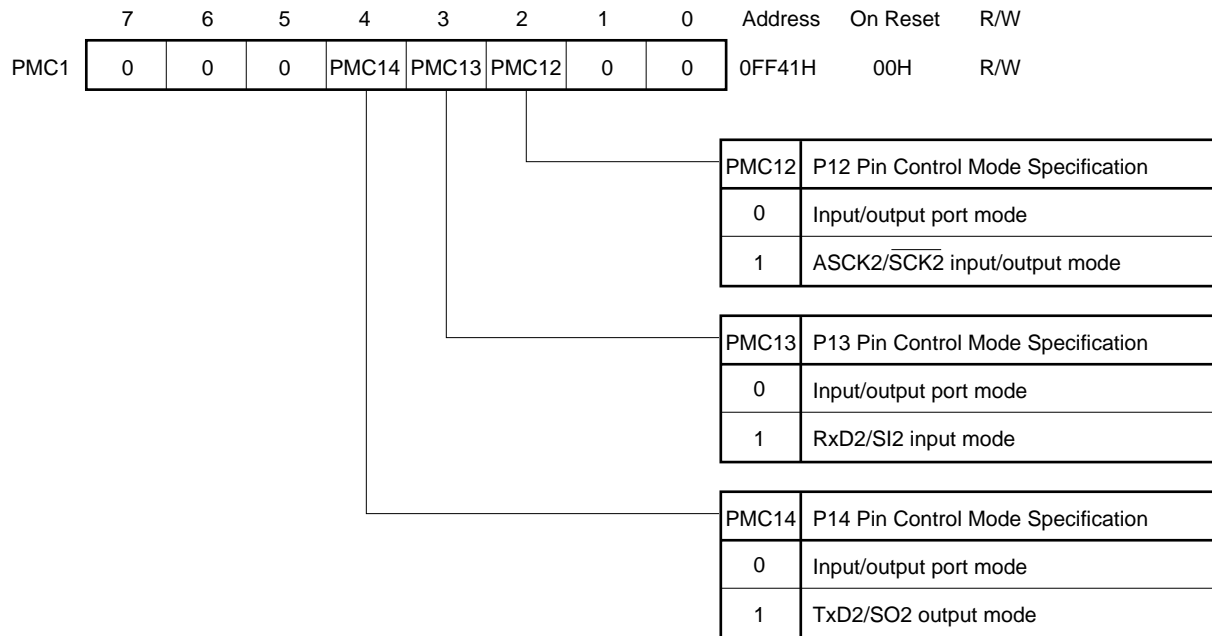 7 6 5 4 3 2 1 0 Address On Reset R/W
PMC1 0 0 0 PMC14 PMC13 PMC12 0 0 0FF41H 00H R/W
PMC12 P12 Pin Control Mode Specification
0 Input/output port mode
1 ASCK2/S̅C̅K̅2̅ input/output mode
PMC13 P13 Pin Control Mode Specification
0 Input/output port mode
1 RxD2/SI2 input mode
PMC14 P14 Pin Control Mode Specification
0 Input/output port mode
1 TxD2/SO2 output mode